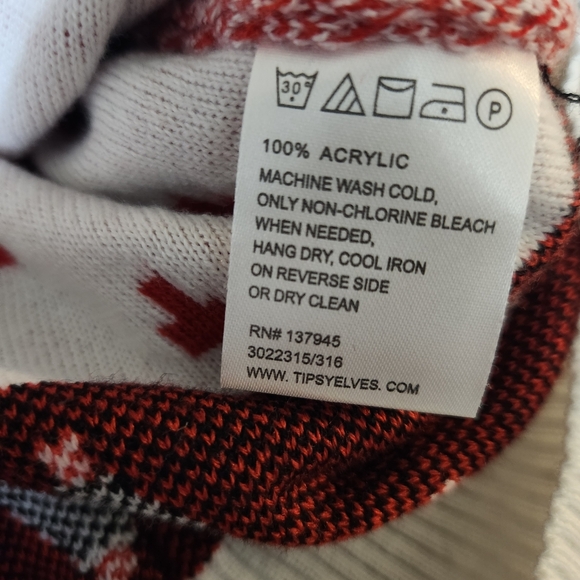 30°
P
100% ACRYLIC
MACHINE WASH COLD,
ONLY NON-CHLORINE BLEACH
WHEN NEEDED,
HANG DRY, COOL IRON
ON REVERSE SIDE
OR DRY CLEAN
RN# 137945
3022315/316
WWW. TIPSYELVES. COM